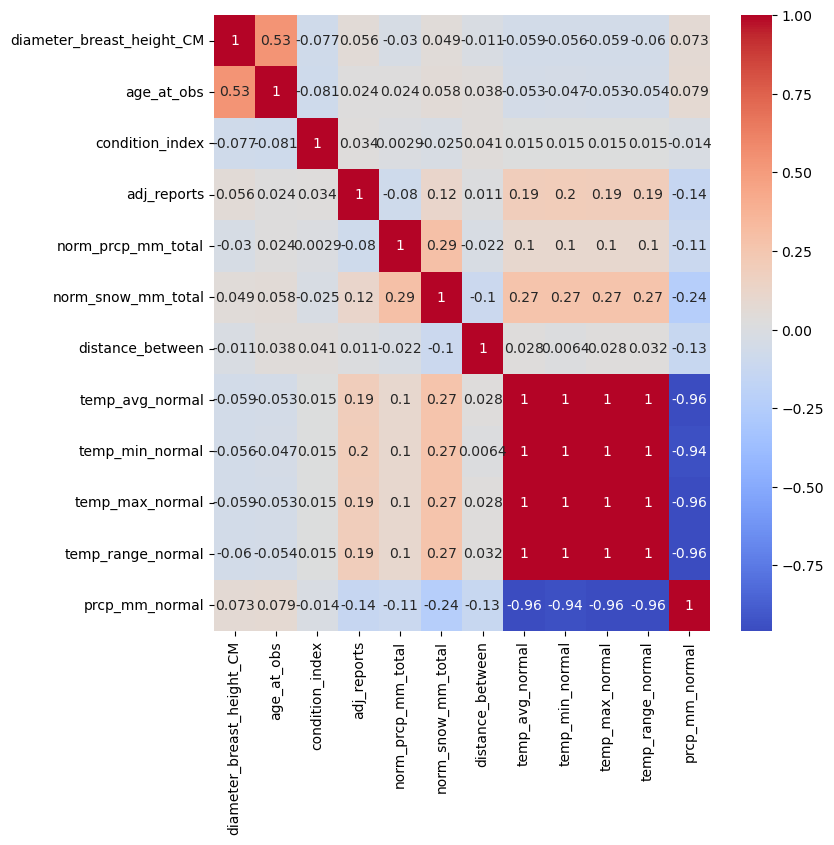 diameter_breast_height_CM 1 0.53 -0.077 0.056 -0.03 0.049 -0.011 -0.059 -0.056 -0.059 -0.06 0.073
age_at_obs 0.53 1 -0.081 0.024 0.024 0.058 0.038 -0.053 -0.047 -0.053 -0.054 0.079
condition_index -0.077 -0.081 1 0.034 0.0029 -0.025 0.041 0.015 0.015 0.015 0.015 -0.014
adj_reports 0.056 0.024 0.034 1 -0.08 0.12 0.011 0.19 0.2 0.19 0.19 -0.14
norm_prcp_mm_total -0.03 0.024 0.0029 -0.08 1 0.29 -0.022 0.1 0.1 0.1 0.1 -0.11
norm_snow_mm_total 0.049 0.058 -0.025 0.12 0.29 1 -0.1 0.27 0.27 0.27 0.27 -0.24
distance_between -0.011 0.038 0.041 0.011 -0.022 -0.1 1 0.028 0.0064 0.028 0.032 -0.13
temp_avg_normal -0.059 -0.053 0.015 0.19 0.1 0.27 0.028 1 1 1 1 -0.96
temp_min_normal -0.056 -0.047 0.015 0.2 0.1 0.27 0.0064 1 1 1 1 -0.94
temp_max_normal -0.059 -0.053 0.015 0.19 0.1 0.27 0.028 1 1 1 1 -0.96
temp_range_normal -0.06 -0.054 0.015 0.19 0.1 0.27 0.032 1 1 1 1 -0.96
prcp_mm_normal 0.073 0.079 -0.014 -0.14 -0.11 -0.24 -0.13 -0.96 -0.94 -0.96 -0.96 1
diameter_breast_height_CM
age_at_obs
condition_index
adj_reports
norm_prcp_mm_total
norm_snow_mm_total
distance_between
temp_avg_normal
temp_min_normal
temp_max_normal
temp_range_normal
prcp_mm_normal
1.00
0.75
0.50
0.25
0.00
−0.25
−0.50
−0.75